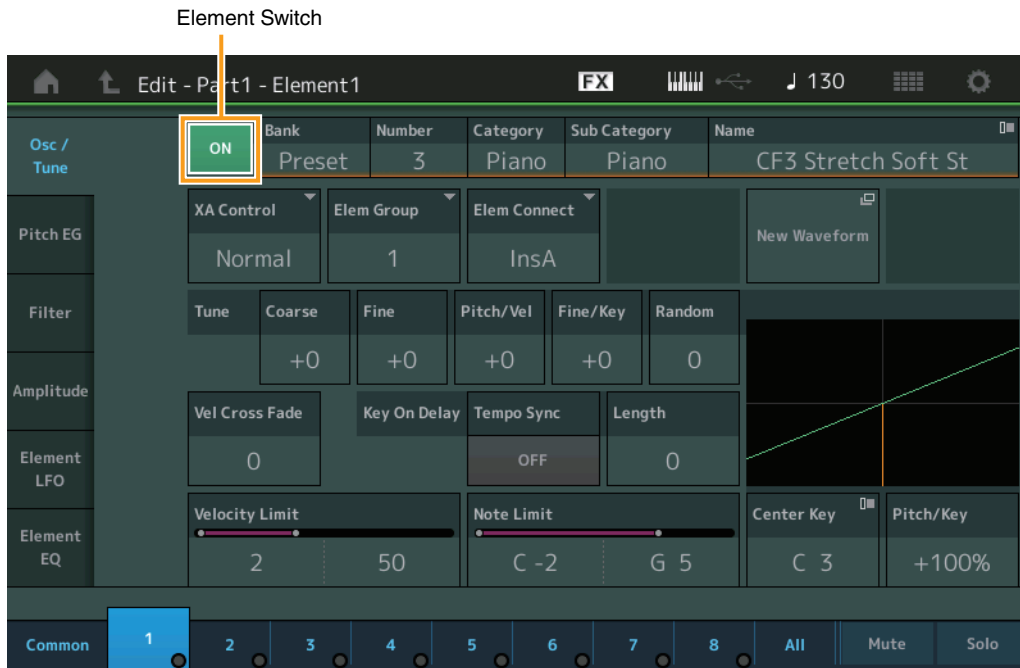 Element Switch
Edit - Part1 - Element1 FX ♩ 130
Osc / Tune
ON
Bank Number Category Sub Category Name
Preset 3 Piano Piano CF3 Stretch Soft St
Pitch EG
XA Control Elem Group Elem Connect New Waveform
Normal 1 InsA
Filter
Tune Coarse Fine Pitch/Vel Fine/Key Random
+0 +0 +0 +0 0
Amplitude
Vel Cross Fade Key On Delay Tempo Sync Length
0 OFF 0
Element LFO
Velocity Limit Note Limit Center Key Pitch/Key
2 50 C -2 G 5 C 3 +100%
Element EQ
Common 1 2 3 4 5 6 7 8 All Mute Solo